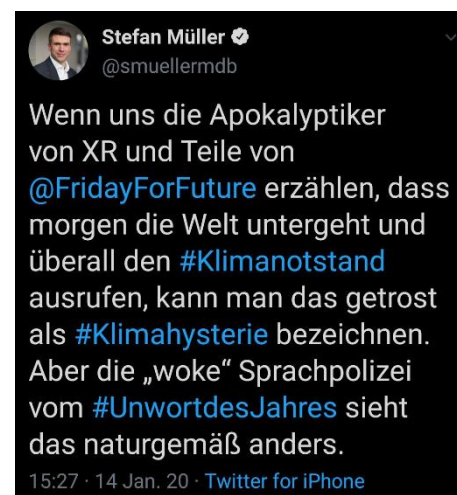 Stefan Müller
@smuellermdb
Wenn uns die Apokalyptiker
von XR und Teile von
@FridayForFuture erzählen, dass
morgen die Welt untergeht und
überall den #Klimanotstand
ausrufen, kann man das getrost
als #Klimahysterie bezeichnen.
Aber die „woke“ Sprachpolizei
vom #UnwortdesJahres sieht
das naturgemäß anders.
15:27 · 14 Jan. 20 · Twitter for iPhone